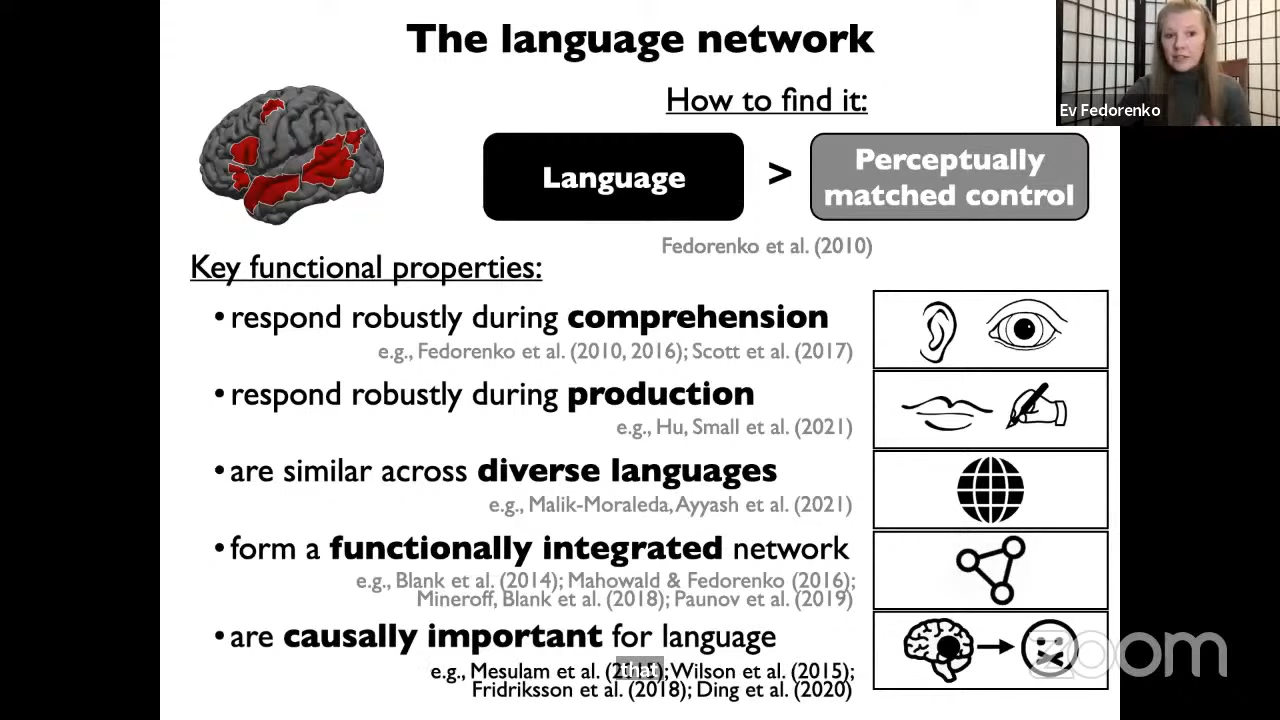 The language network
How to find it:
Ev Fedorenko
Language
>
Perceptually
matched control
Fedorenko et al. (2010)
Key functional properties:
•respond robustly during comprehension
e.g., Fedorenko et al. (2010, 2016); Scott et al. (2017)
•respond robustly during production
e.g., Hu, Small et al. (2021)
•are similar across diverse languages
e.g., Malik-Moraleda, Ayyash et al. (2021)
•form a functionally integrated network
e.g., Blank et al. (2014); Mahowald & Fedorenko (2016);
Mineroff, Blank et al. (2018); Paunov et al. (2019)
•are causally important for language
e.g., Mesulam et al. ( ); Wilson et al. (2015);
that
Fridriksson et al. (2018); Ding et al. (2020)
zoom